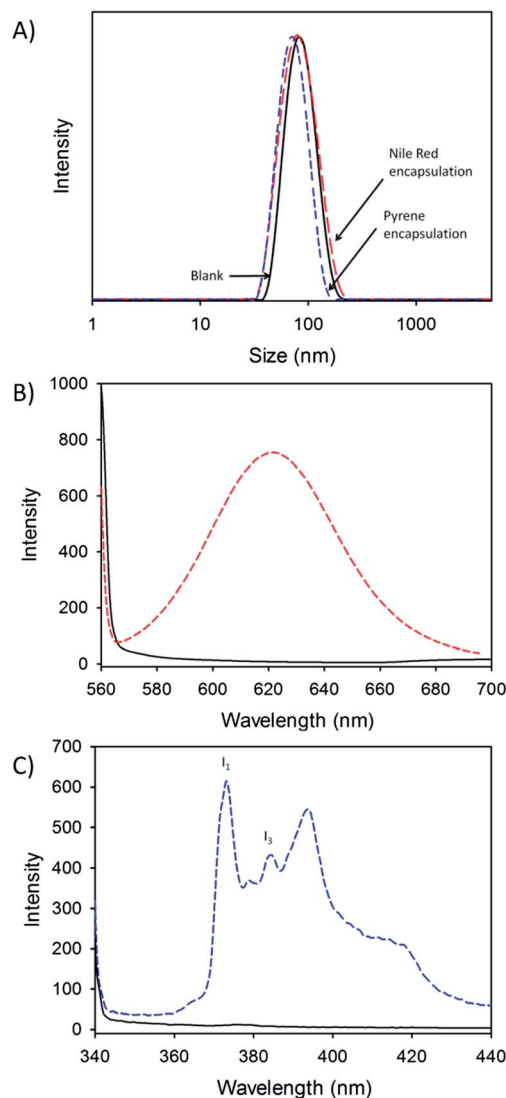 A)
Intensity
Nile Red
encapsulation
Pyrene
encapsulation
Blank
1
10
100
1000
Size (nm)
B)
1000
800
600
400
200
0
Intensity
560
580
600
620
640
660
680
700
Wavelength (nm)
C)
700
600
500
400
300
200
100
0
Intensity
I1
I3
340
360
380
400
420
440
Wavelength (nm)